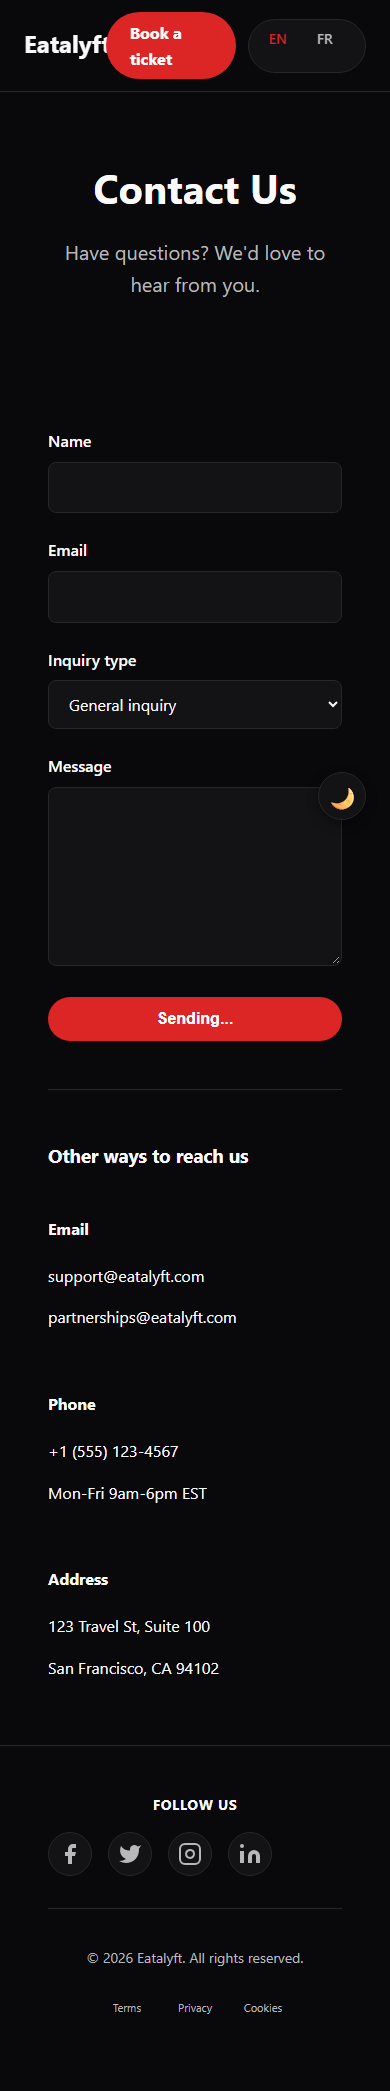 Eatalyft
Book a
ticket
EN FR
Contact Us
Have questions? We'd love to
hear from you.
Name
Email
Inquiry type
General inquiry
Message
Sending...
Other ways to reach us
Email
support@eatalyft.com
partnerships@eatalyft.com
Phone
+1 (555) 123-4567
Mon-Fri 9am-6pm EST
Address
123 Travel St, Suite 100
San Francisco, CA 94102
FOLLOW US
© 2026 Eatalyft. All rights reserved.
Terms Privacy Cookies